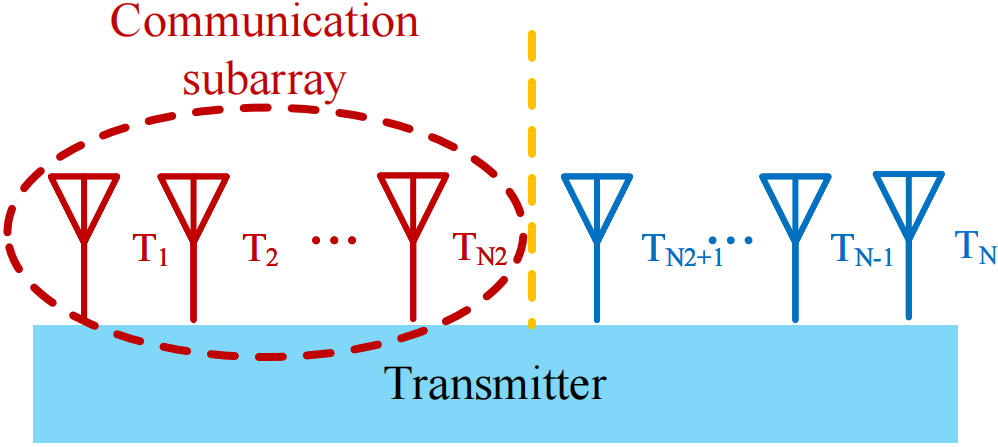 Communication
subarray
T1 T2 ... TN2 TN2+1 ... TN-1 TN
Transmitter